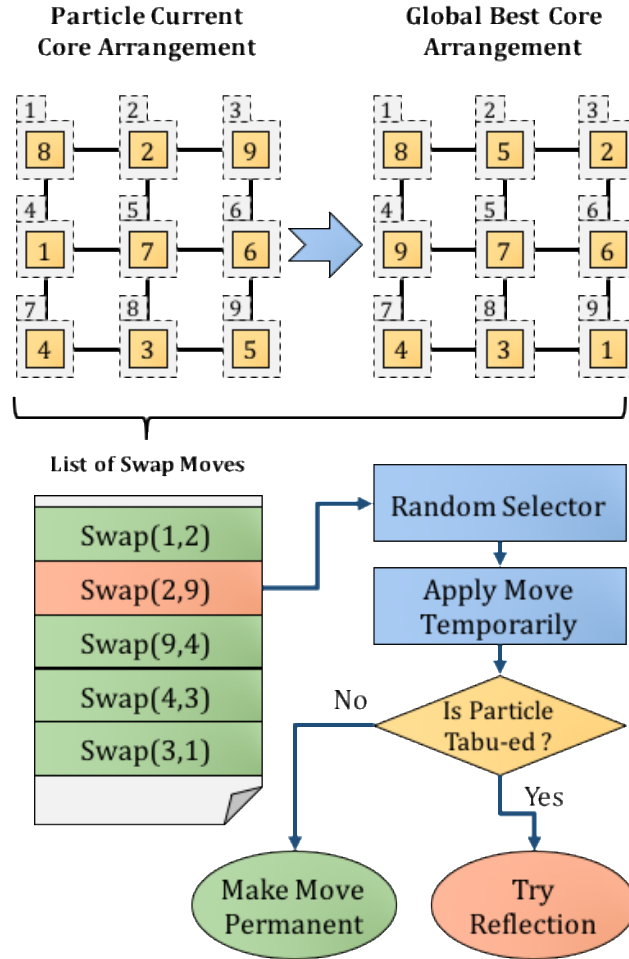 Particle Current
Core Arrangement
Global Best Core
Arrangement
1 2 3
8 2 9
4 5 6
1 7 6
7 8 9
4 3 5
1 2 3
8 5 2
4 5 6
9 7 6
7 8 9
4 3 1
List of Swap Moves
Swap(1,2)
Swap(2,9)
Swap(9,4)
Swap(4,3)
Swap(3,1)
Random Selector
Apply Move
Temporarily
Is Particle
Tabu-ed ?
No
Yes
Make Move
Permanent
Try
Reflection